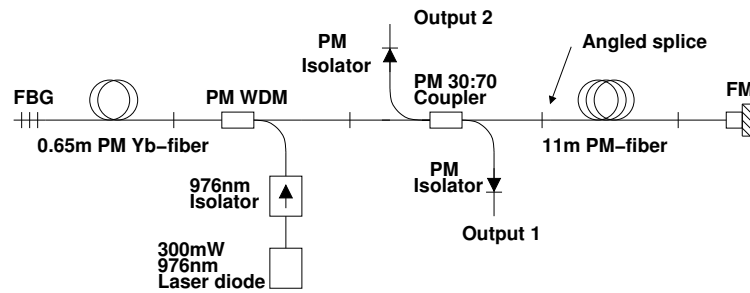 Output 2
PM
Isolator
Angled splice
FBG
PM WDM
PM 30:70
Coupler
FM
0.65m PM Yb-fiber
11m PM-fiber
976nm
Isolator
PM
Isolator
Output 1
300mW
976nm
Laser diode